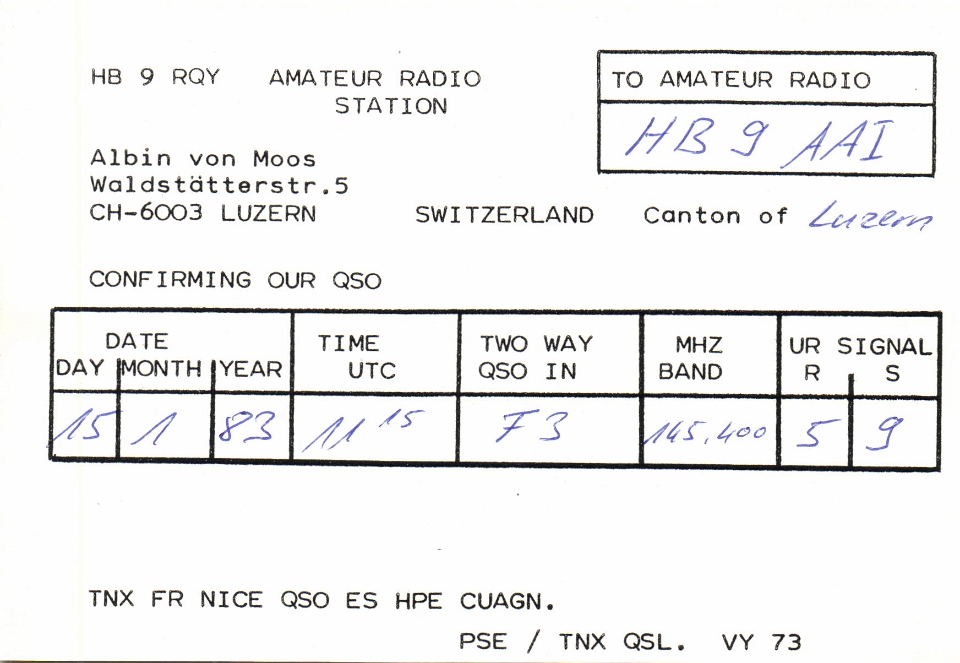 HB 9 RQY AMATEUR RADIO
STATION
TO AMATEUR RADIO
HB 9 AAI
Albin von Moos
Waldstätterstr.5
CH-6003 LUZERN SWITZERLAND Canton of Luzern
CONFIRMING OUR QSO
DATE TIME TWO WAY MHZ UR SIGNAL
DAY MONTH YEAR UTC QSO IN BAND R S
15 1 83 11 15 F3 145.400 5 9
TNX FR NICE QSO ES HPE CUAGN.
PSE / TNX QSL. VY 73